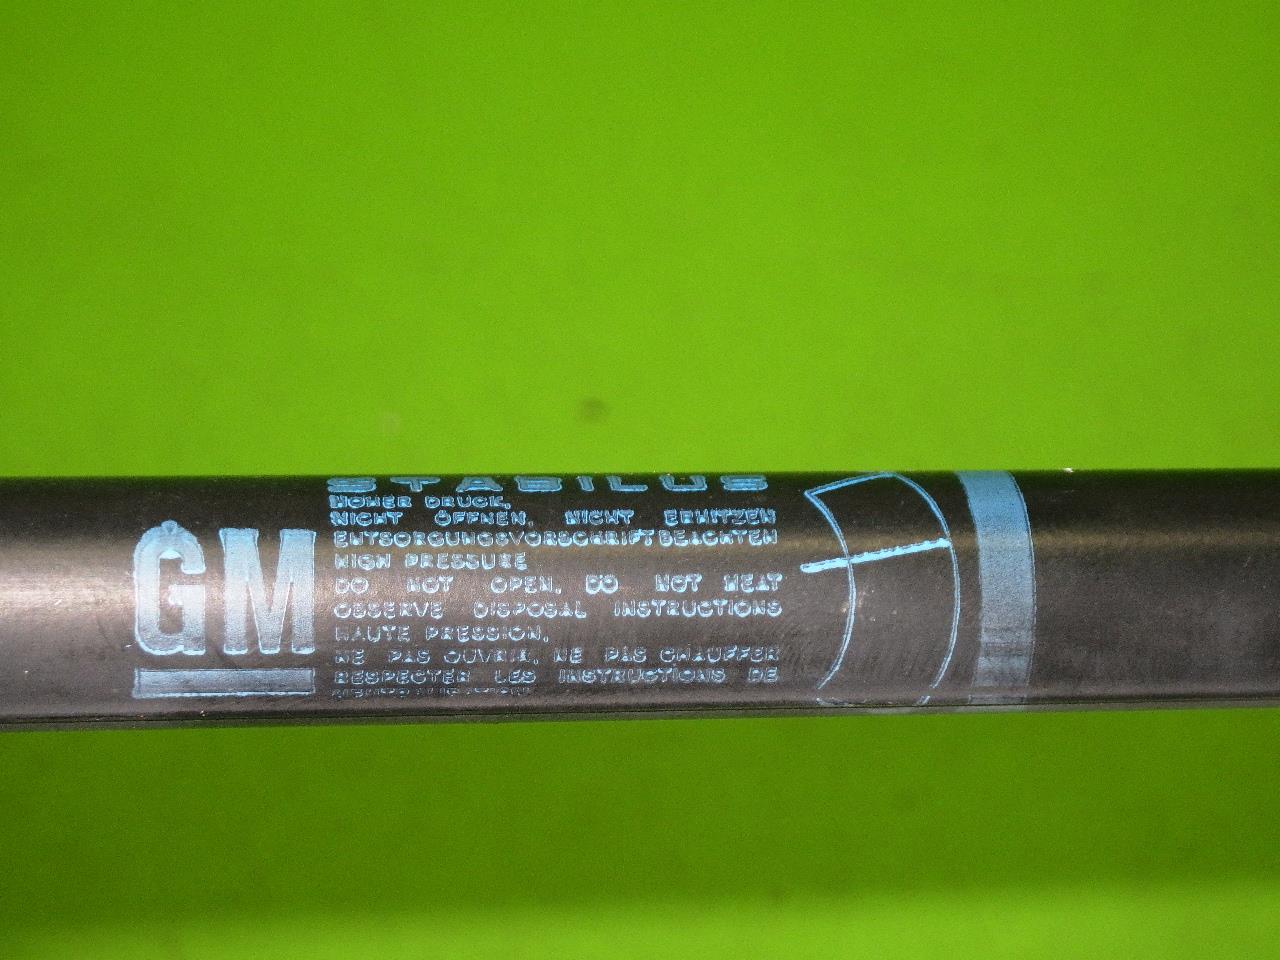 GM
STABILUS
HOHER DRUCK,
NICHT ÖFFNEN, NICHT ERHITZEN
ENTSORGUNGSVORSCHRIFT BEACHTEN
HIGH PRESSURE
DO NOT OPEN, DO NOT HEAT
OBSERVE DISPOSAL INSTRUCTIONS
HAUTE PRESSION,
NE PAS OUVRIR, NE PAS CHAUFFER
RESPECTER LES INSTRUCTIONS DE